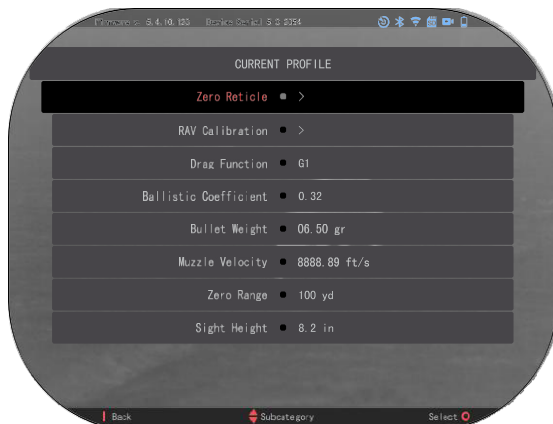 CURRENT PROFILE
Zero Reticle >
RAV Calibration >
Drag Function G1
Ballistic Coefficient 0.32
Bullet Weight 06.50 gr
Muzzle Velocity 8888.89 ft/s
Zero Range 100 yd
Sight Height 8.2 in
Back Subcategory Select